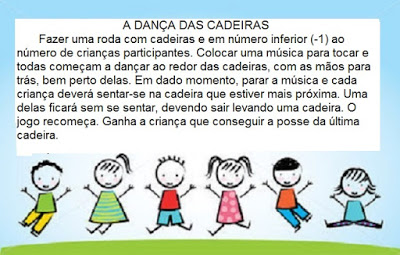 A DANÇA DAS CADEIRAS
Fazer uma roda com cadeiras e em número inferior (-1) ao
número de crianças participantes. Colocar uma música para tocar e
todas começam a dançar ao redor das cadeiras, com as mãos para
trás, bem perto delas. Em dado momento, parar a música e cada
criança deverá sentar-se na cadeira que estiver mais próxima. Uma
delas ficará sem se sentar, devendo sair levando uma cadeira. O
jogo recomeça. Ganha a criança que conseguir a posse da última
cadeira.